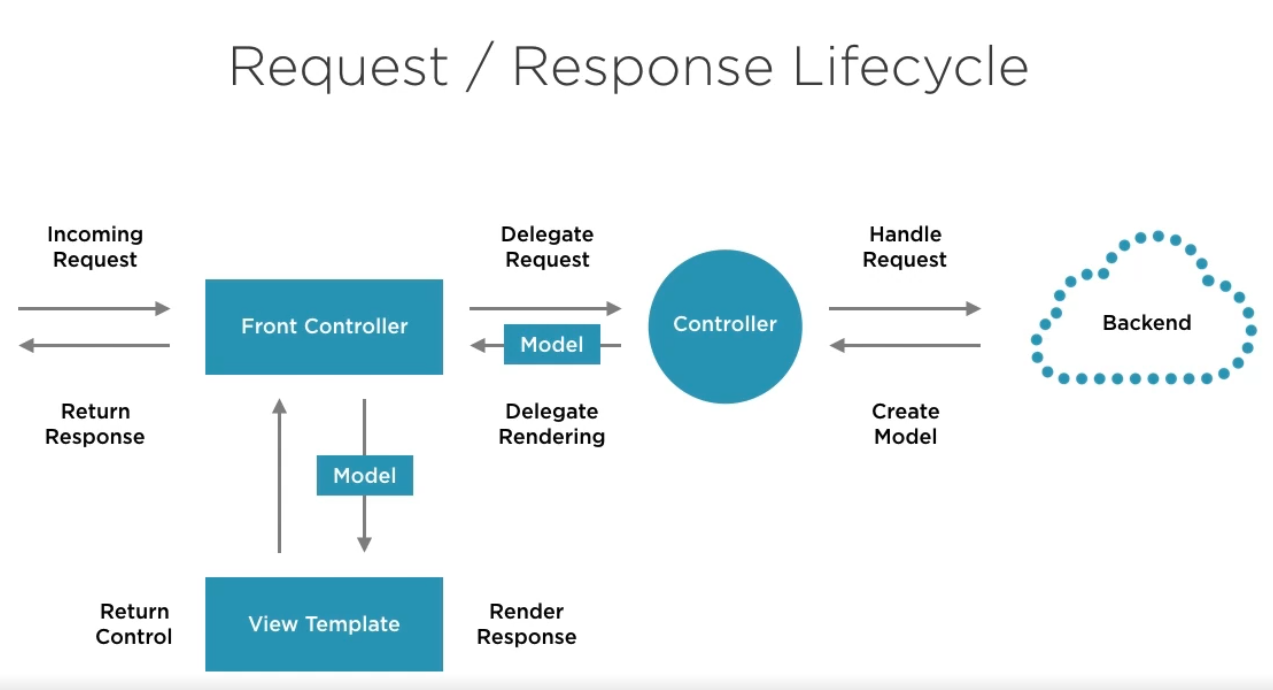 Request / Response Lifecycle
Incoming
Request
Delegate
Request
Handle
Request
Front Controller
Model
Controller
Backend
Return
Response
Delegate
Rendering
Create
Model
Model
Return
Control
View Template
Render
Response